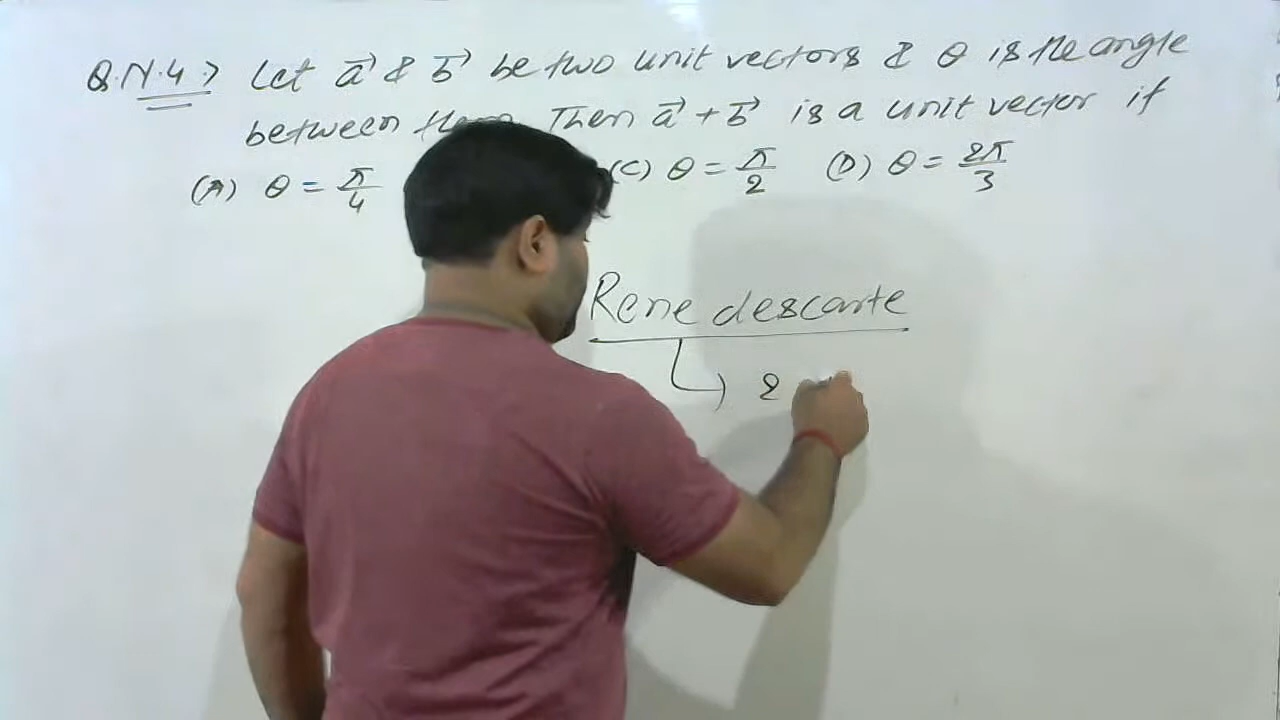 Q.N.4.> Let a⃗ & b⃗ be two unit vectors & θ is the angle
between them. Then a⃗ + b⃗ is a unit vector if
(A) θ = π/4 (C) θ = π/2 (D) θ = 2π/3
Rene descarte
2